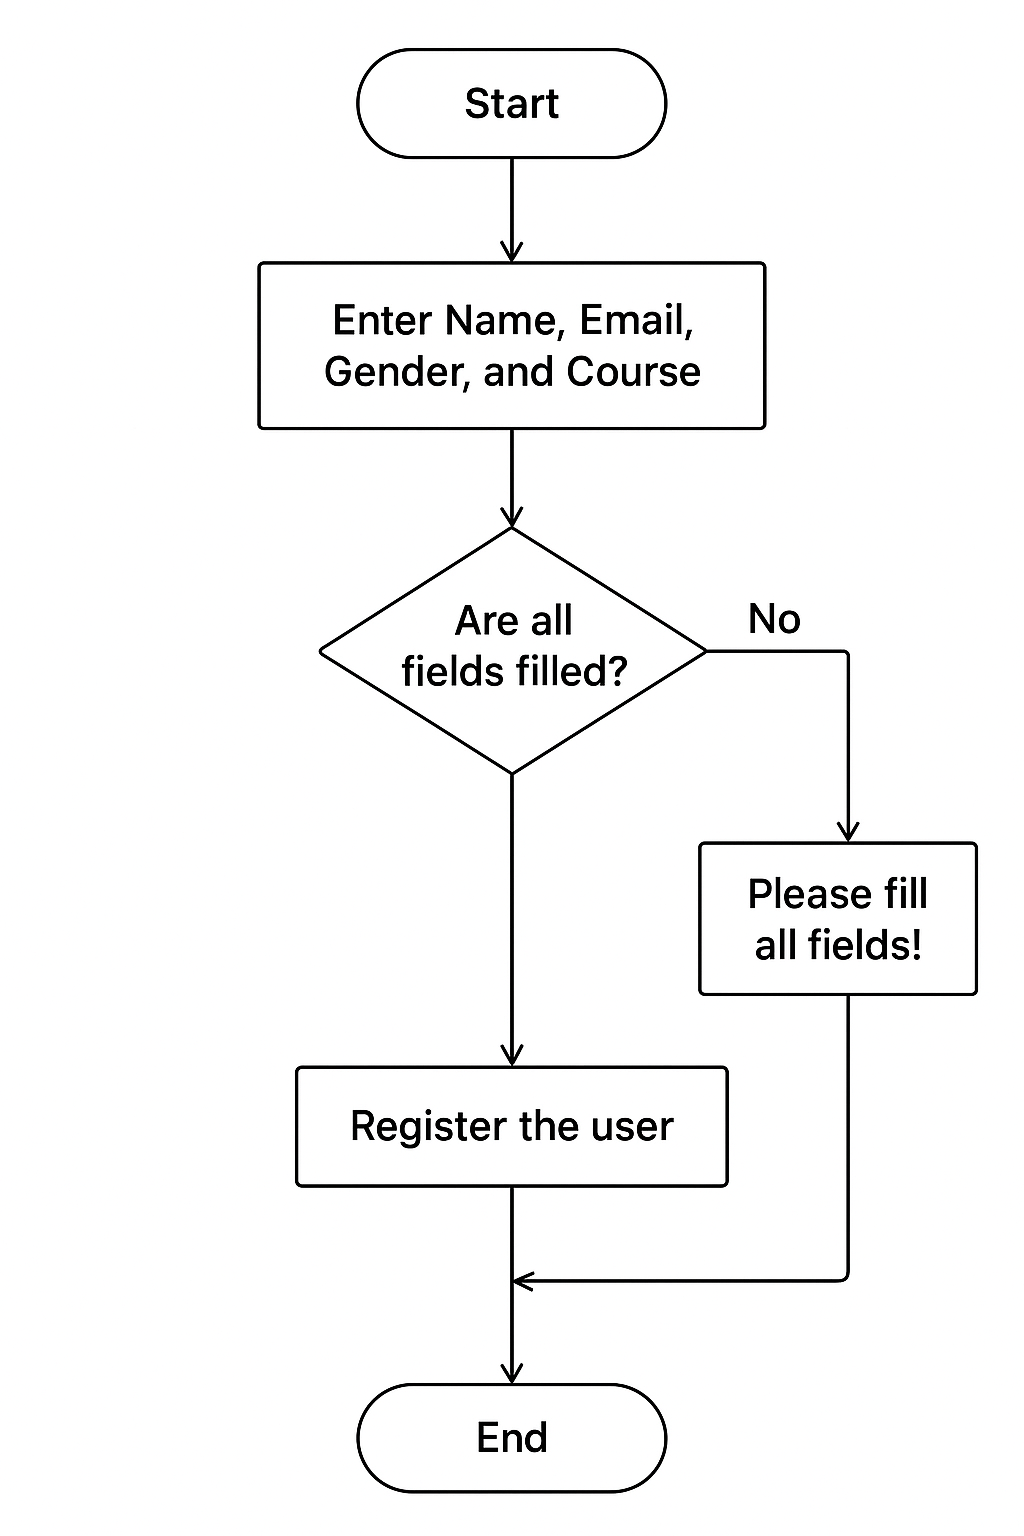 Start
Enter Name, Email,
Gender, and Course
Are all
fields filled?
No
Please fill
all fields!
Register the user
End